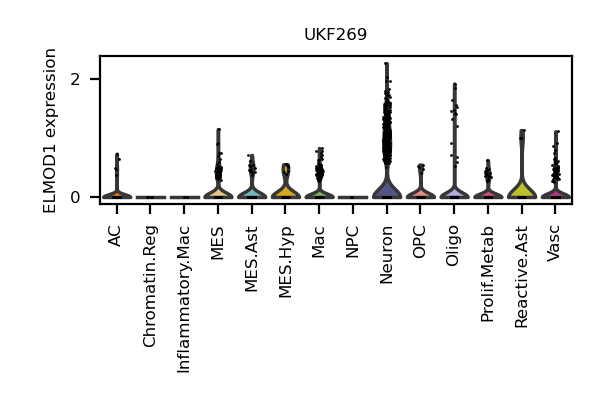 UKF269
ELMOD1 expression
2
0
AC
Chromatin.Reg
Inflammatory.Mac
MES
MES.Ast
MES.Hyp
Mac
NPC
Neuron
OPC
Oligo
Prolif.Metab
Reactive.Ast
Vasc